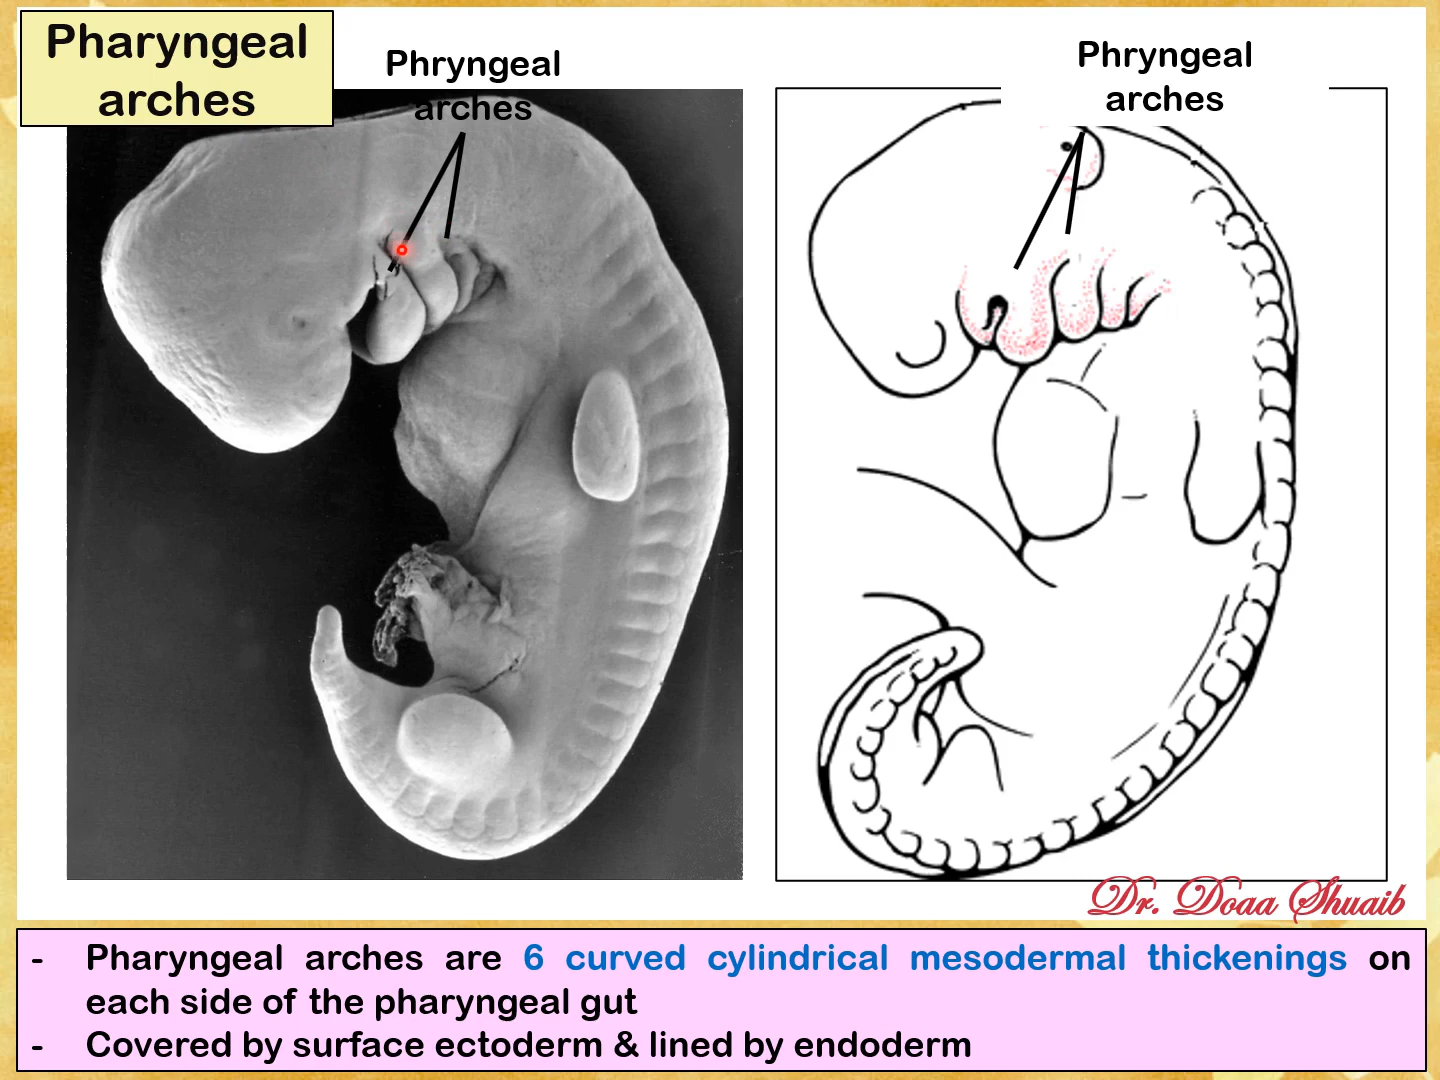 Pharyngeal
arches
Phryngeal
arches
Phryngeal
arches
Dr. Doaa Shuaib
- Pharyngeal arches are 6 curved cylindrical mesodermal thickenings on
each side of the pharyngeal gut
- Covered by surface ectoderm & lined by endoderm